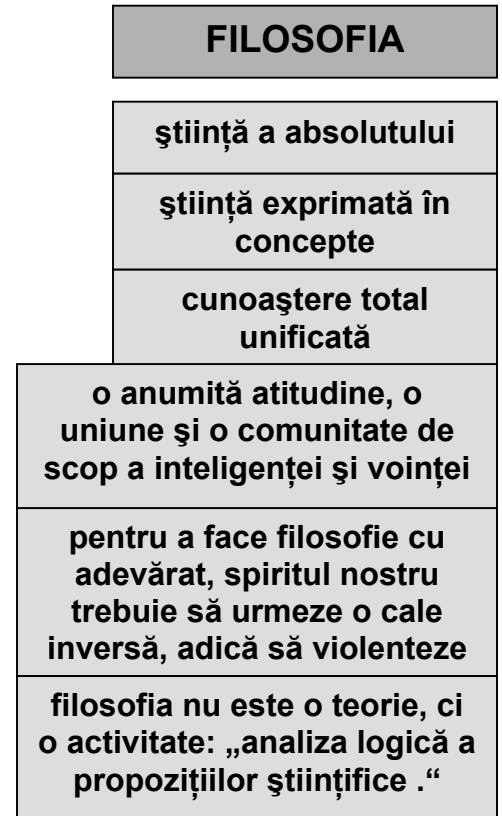 FILOSOFIA
ştiinţă a absolutului
ştiinţă exprimată în
concepte
cunoaştere total
unificată
o anumită atitudine, o
uniune şi o comunitate de
scop a inteligenţei şi voinţei
pentru a face filosofie cu
adevărat, spiritul nostru
trebuie să urmeze o cale
inversă, adică să violenteze
filosofia nu este o teorie, ci
o activitate: „analiza logică a
propoziţiilor ştiinţifice .“